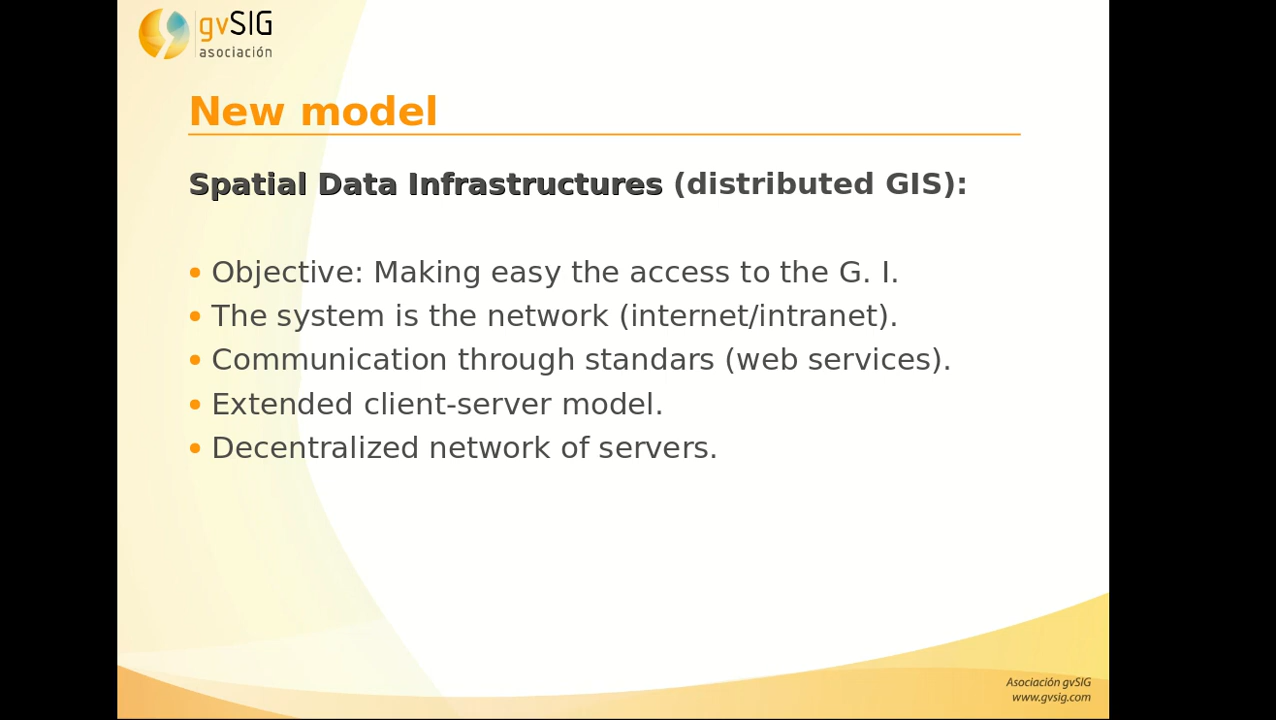 gvSIG
asociación
New model
Spatial Data Infrastructures (distributed GIS):
• Objective: Making easy the access to the G. I.
• The system is the network (internet/intranet).
• Communication through standars (web services).
• Extended client-server model.
• Decentralized network of servers.
Asociación gvSIG
www.gvsig.com